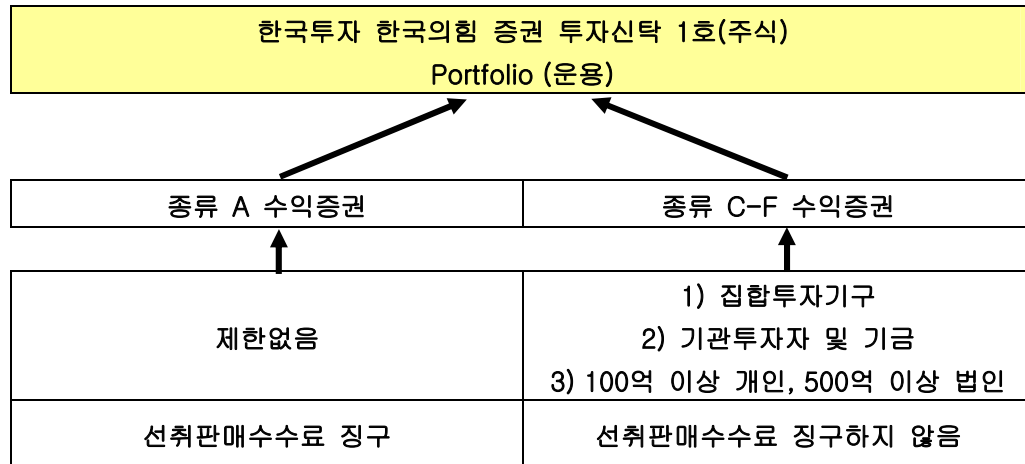 한국투자 한국의힘 증권 투자신탁 1호(주식)
Portfolio (운용)
종류 A 수익증권
종류 C-F 수익증권
제한없음
1) 집합투자기구
2) 기관투자자 및 기금
3) 100억 이상 개인, 500억 이상 법인
선취판매수수료 징구
선취판매수수료 징구하지 않음